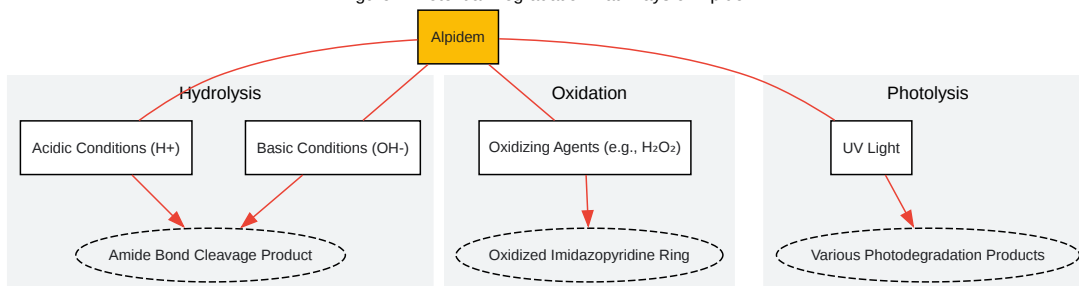 Alpidem
Hydrolysis
Oxidation
Photolysis
Acidic Conditions (H+)
Basic Conditions (OH-)
Oxidizing Agents (e.g., H₂O₂)
UV Light
Amide Bond Cleavage Product
Oxidized Imidazopyridine Ring
Various Photodegradation Products